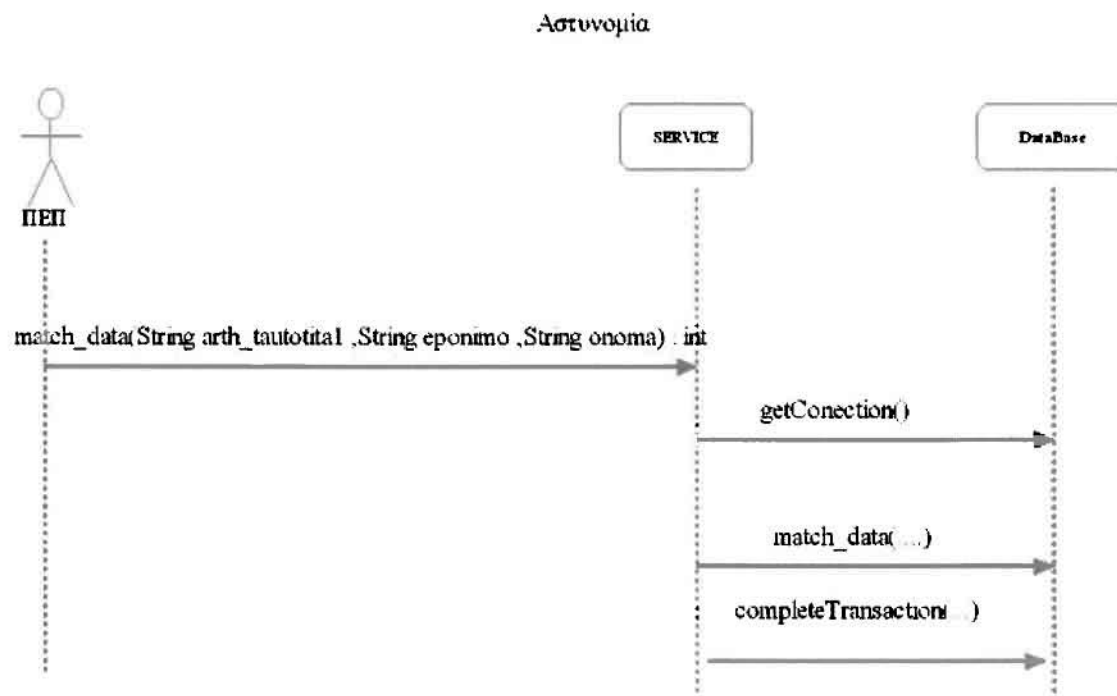 Αστυνομία
SERVICE
DataBase
ΠΕΠ
match_data(String arth_tautotita1 ,String eponimo ,String onoma) : int
getConection()
match_data(....)
completeTransaction(....)